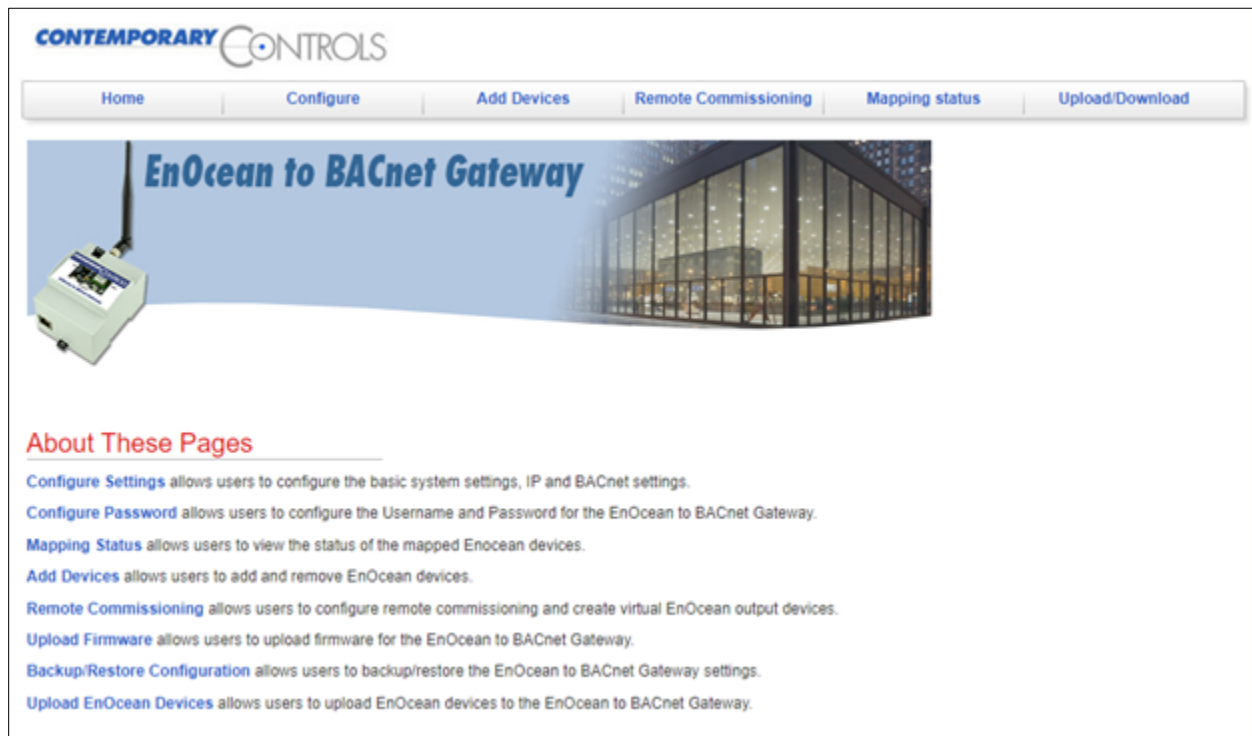 CONTEMPORARY CONTROLS
Home Configure Add Devices Remote Commissioning Mapping status Upload/Download
EnOcean to BACnet Gateway
About These Pages
Configure Settings allows users to configure the basic system settings, IP and BACnet settings.
Configure Password allows users to configure the Username and Password for the EnOcean to BACnet Gateway.
Mapping Status allows users to view the status of the mapped Enocean devices.
Add Devices allows users to add and remove EnOcean devices.
Remote Commissioning allows users to configure remote commissioning and create virtual EnOcean output devices.
Upload Firmware allows users to upload firmware for the EnOcean to BACnet Gateway.
Backup/Restore Configuration allows users to backup/restore the EnOcean to BACnet Gateway settings.
Upload EnOcean Devices allows users to upload EnOcean devices to the EnOcean to BACnet Gateway.